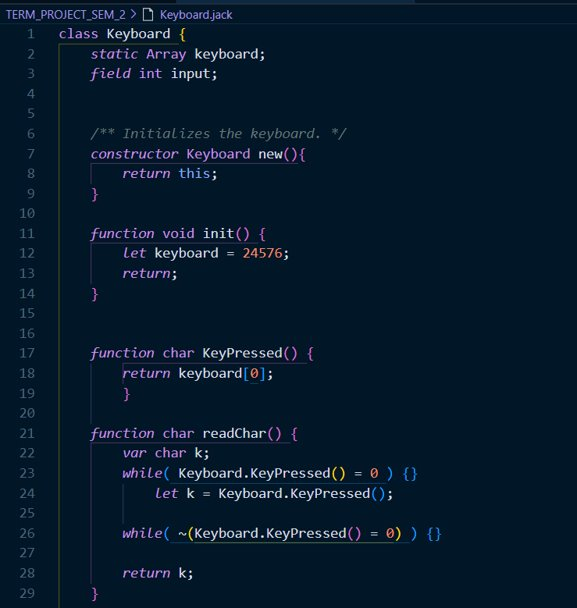 TERM_PROJECT_SEM_2 > Keyboard.jack
1 class Keyboard {
2 static Array keyboard;
3 field int input;
4
5
6 /** Initializes the keyboard. */
7 constructor Keyboard new(){
8 return this;
9 }
10
11 function void init() {
12 let keyboard = 24576;
13 return;
14 }
15
16
17 function char KeyPressed() {
18 return keyboard[0];
19 }
20
21 function char readChar() {
22 var char k;
23 while( Keyboard.KeyPressed() = 0 ) {}
24 let k = Keyboard.KeyPressed();
25
26 while( ~(Keyboard.KeyPressed() = 0) ) {}
27
28 return k;
29 }